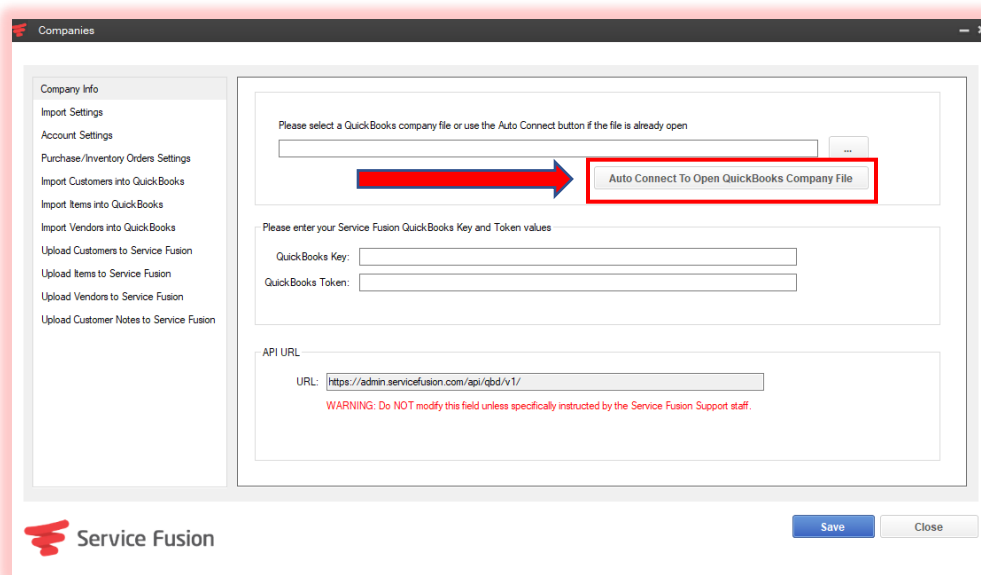 Companies
Company Info
Import Settings
Account Settings
Purchase/Inventory Orders Settings
Import Customers into QuickBooks
Import Items into QuickBooks
Import Vendors into QuickBooks
Upload Customers to Service Fusion
Upload Items to Service Fusion
Upload Vendors to Service Fusion
Upload Customer Notes to Service Fusion
Please select a QuickBooks company file or use the Auto Connect button if the file is already open
...
Auto Connect To Open QuickBooks Company File
Please enter your Service Fusion QuickBooks Key and Token values
QuickBooks Key:
QuickBooks Token:
API URL
URL: https://admin.servicefusion.com/api/qbd/v1/
WARNING: Do NOT modify this field unless specifically instructed by the Service Fusion Support staff.
Service Fusion
Save Close